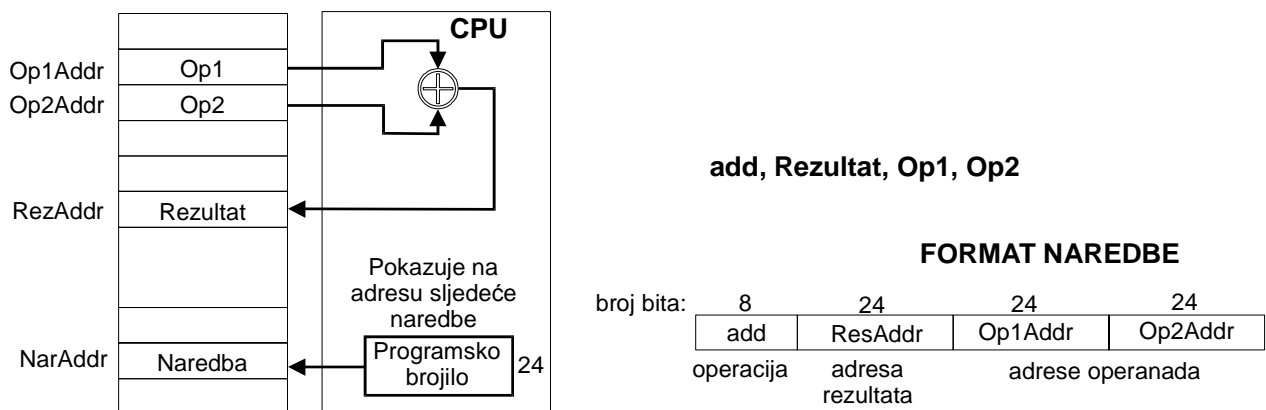 CPU
Op1Addr
Op1
Op2Addr
Op2
RezAddr
Rezultat
Pokazuje na
adresu sljedeće
naredbe
NarAddr
Naredba
Programsko
brojilo
24
add, Rezultat, Op1, Op2
FORMAT NAREDBE
broj bita: 8 24 24 24
add ResAddr Op1Addr Op2Addr
operacija
adresa
rezultata
adrese operanada